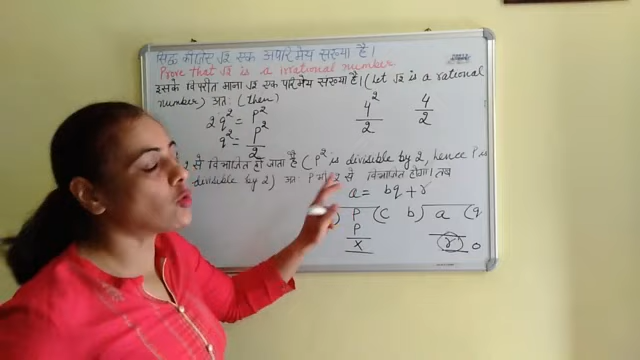 सिद्ध कीजिए √2 एक अपरिमेय संख्या है।
Prove that √2 is a irrational number
इसके विपरीत माना √2 एक परिमेय संख्या है। (let √2 is a rational
number) अतः (then)
2q² = p²
q² = p²/2
4²/2
4/2
2 से विभाजित हो जाता है (p² is divisible by 2, hence p is
divisible by 2) अतः p भी 2 से विभाजित होगा। तब
a = bq + r
) p ( c
p
x
b) a (q
r 0